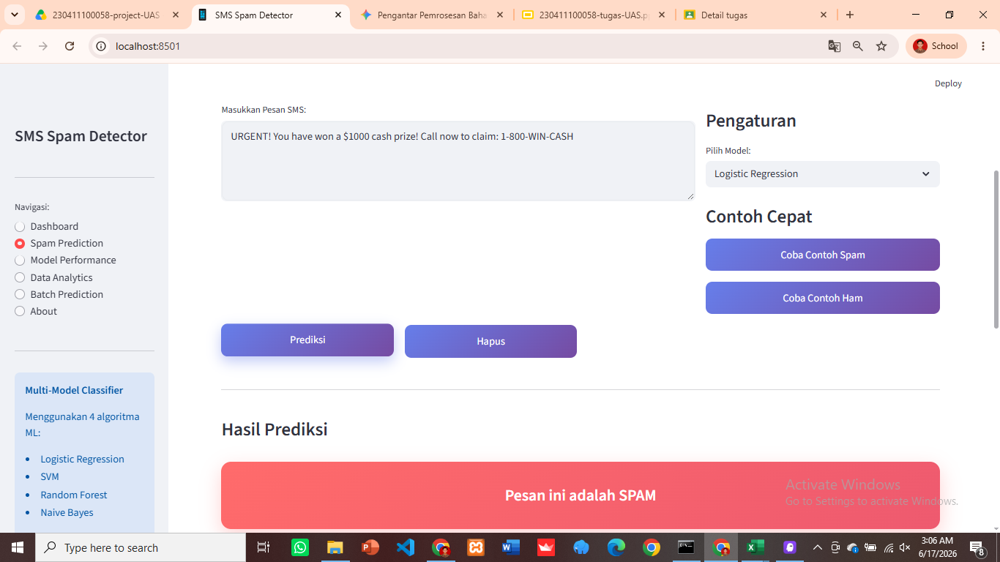 230411100058-project-UAS
SMS Spam Detector
Pengantar Pemrosesan Baha
230411100058-tugas-UAS.p
Detail tugas
localhost:8501
School
Deploy
SMS Spam Detector
Navigasi:
Dashboard
Spam Prediction
Model Performance
Data Analytics
Batch Prediction
About
Multi-Model Classifier
Menggunakan 4 algoritma
ML:
Logistic Regression
SVM
Random Forest
Naive Bayes
Masukkan Pesan SMS:
URGENT! You have won a $1000 cash prize! Call now to claim: 1-800-WIN-CASH
Pengaturan
Pilih Model:
Logistic Regression
Contoh Cepat
Coba Contoh Spam
Coba Contoh Ham
Prediksi
Hapus
Hasil Prediksi
Pesan ini adalah SPAM
Activate Windows
Go to Settings to activate Windows.
Type here to search
3:06 AM
6/17/2026
8